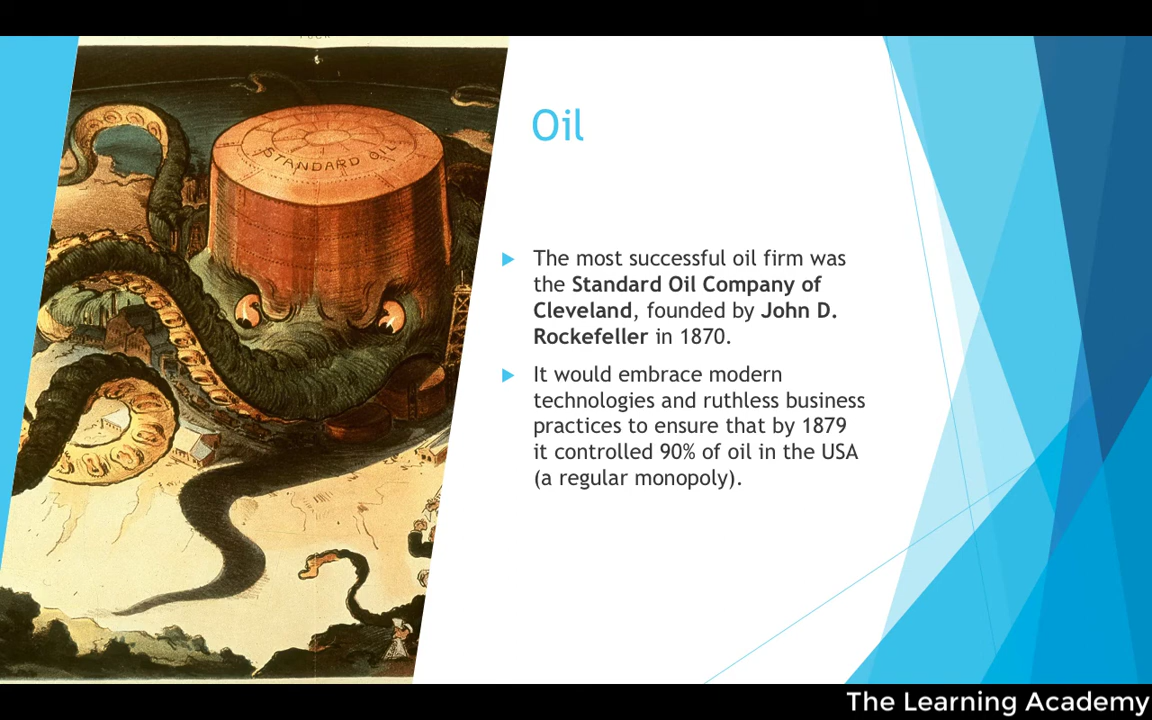 STANDARD OIL
Oil
The most successful oil firm was
the Standard Oil Company of
Cleveland, founded by John D.
Rockefeller in 1870.
It would embrace modern
technologies and ruthless business
practices to ensure that by 1879
it controlled 90% of oil in the USA
(a regular monopoly).
The Learning Academy